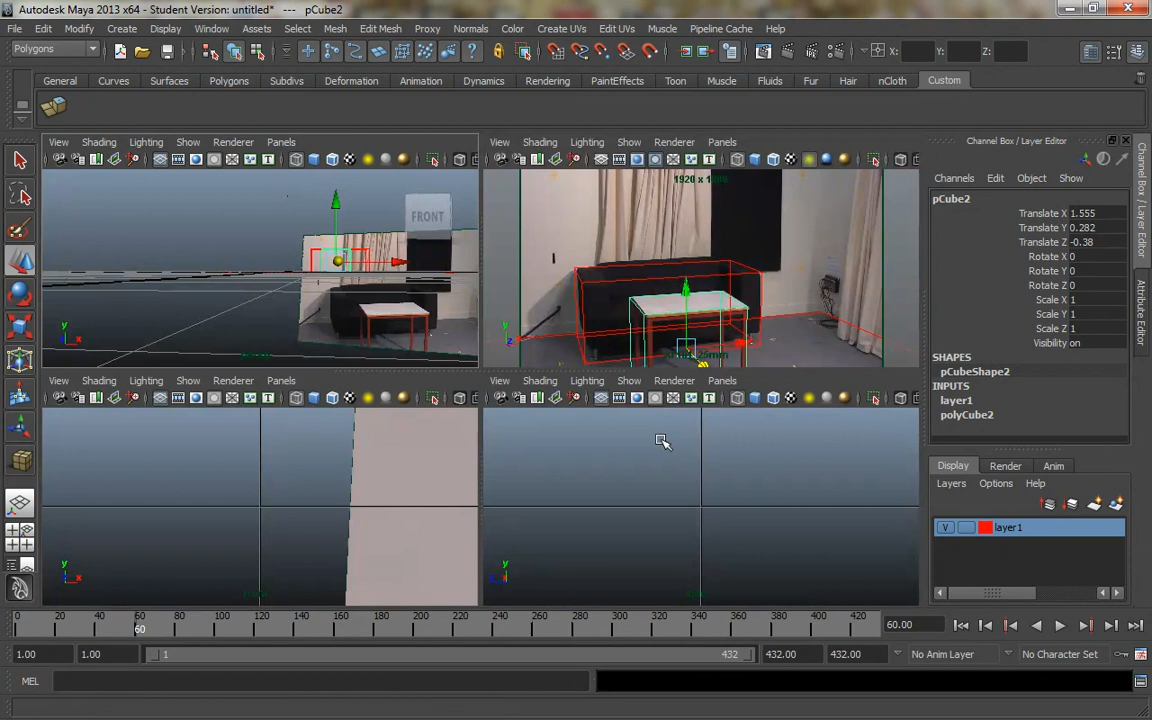 Autodesk Maya 2013 x64 - Student Version: untitled* --- pCube2
File Edit Modify Create Display Window Assets Select Mesh Edit Mesh Proxy Normals Color Create UVs Edit UVs Muscle Pipeline Cache Help
Polygons X: Y: Z:
General Curves Surfaces Polygons Subdivs Deformation Animation Dynamics Rendering PaintEffects Toon Muscle Fluids Fur Hair nCloth Custom
View Shading Lighting Show Renderer Panels
View Shading Lighting Show Renderer Panels
Channel Box / Layer Editor
Channels Edit Object Show
FRONT
pCube2
Translate X 1.555
Translate Y 0.282
Translate Z -0.38
Rotate X 0
Rotate Y 0
Rotate Z 0
Scale X 1
Scale Y 1
Scale Z 1
Visibility on
SHAPES
pCubeShape2
INPUTS
layer1
polyCube2
Channel Box / Layer Editor
Attribute Editor
y
z x
y
z x
View Shading Lighting Show Renderer Panels
View Shading Lighting Show Renderer Panels
y
x
y
Display Render Anim
Layers Options Help
V layer1
0 20 40 60 80 100 120 140 160 180 200 220 240 260 280 300 320 340 360 380 400 420
60
60.00
1.00 1.00 1 432 432.00 432.00 No Anim Layer No Character Set
MEL